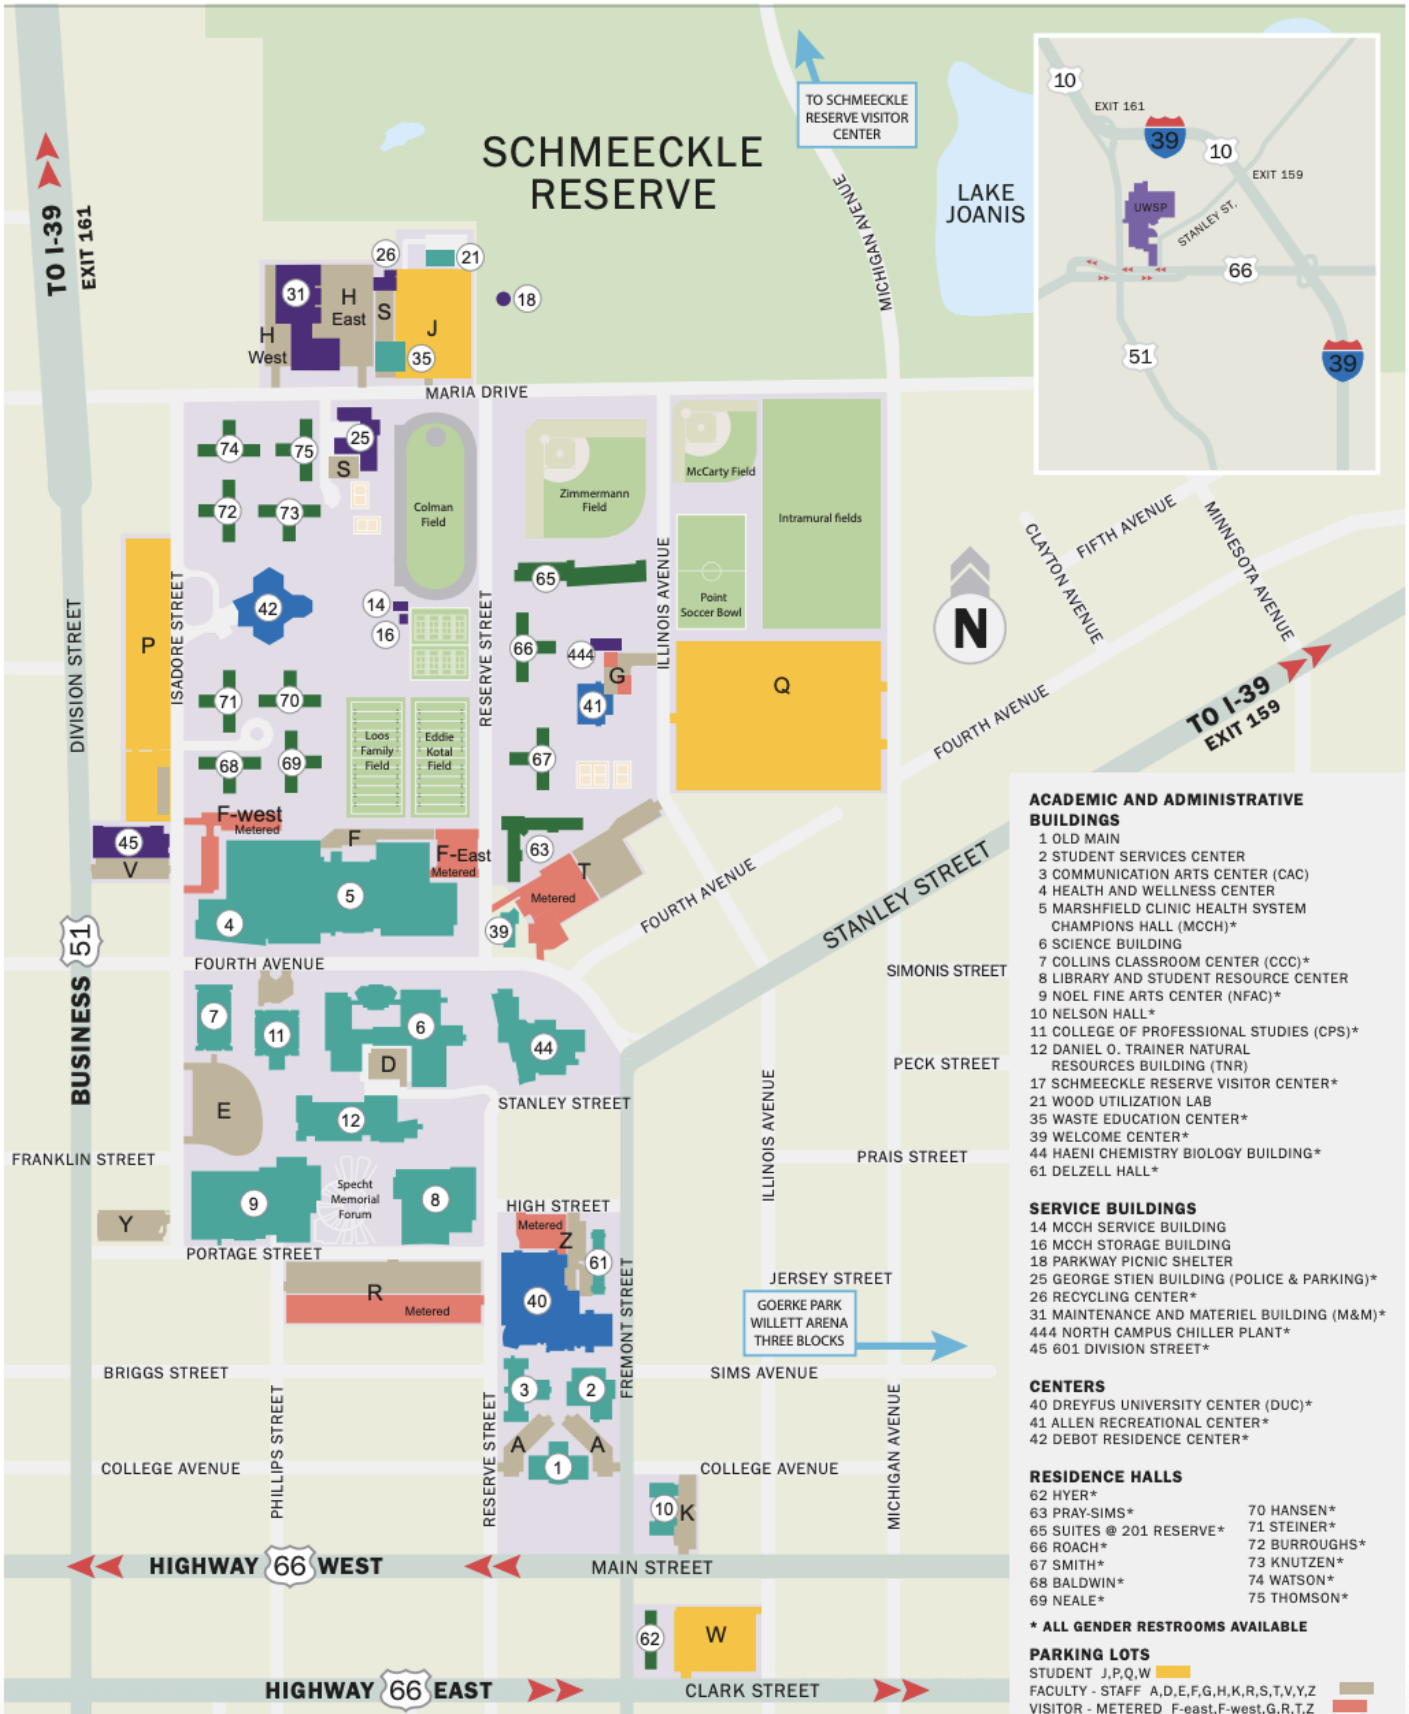 SCHMEECKLE
RESERVE
TO SCHMEECKLE
RESERVE VISITOR
CENTER
LAKE
JOANIS
MICHIGAN AVENUE
10
EXIT 161
39
10
EXIT 159
UWSP
STANLEY ST.
66
51
39
TO I-39
EXIT 161
26
21
31
H
East
S
J
18
H
West
35
MARIA DRIVE
74
75
25
S
72
73
Colman
Field
Zimmermann
Field
McCarty Field
Intramural fields
Point
Soccer Bowl
FIFTH AVENUE
CLAYTON AVENUE
MINNESOTA AVENUE
N
DIVISION STREET
ISADORE STREET
P
42
14
16
RESERVE STREET
65
66
444
G
41
ILLINOIS AVENUE
Q
FOURTH AVENUE
TO I-39
EXIT 159
71
70
68
69
Loos
Family
Field
Eddie
Kotal
Field
67
F-west
Metered
F
F-East
Metered
45
V
63
T
Metered
5
4
39
FOURTH AVENUE
STANLEY STREET
51
BUSINESS
FOURTH AVENUE
SIMONIS STREET
7
11
6
44
D
PECK STREET
E
12
STANLEY STREET
ILLINOIS AVENUE
FRANKLIN STREET
PRAIS STREET
9
Specht
Memorial
Forum
8
HIGH STREET
Y
Metered
Z
61
PORTAGE STREET
R
Metered
40
FREMONT STREET
JERSEY STREET
GOERKE PARK
WILLETT ARENA
THREE BLOCKS
BRIGGS STREET
SIMS AVENUE
3
2
PHILLIPS STREET
RESERVE STREET
MICHIGAN AVENUE
A
A
1
COLLEGE AVENUE
COLLEGE AVENUE
10
K
HIGHWAY 66 WEST
MAIN STREET
62
W
HIGHWAY 66 EAST
CLARK STREET
ACADEMIC AND ADMINISTRATIVE
BUILDINGS
1 OLD MAIN
2 STUDENT SERVICES CENTER
3 COMMUNICATION ARTS CENTER (CAC)
4 HEALTH AND WELLNESS CENTER
5 MARSHFIELD CLINIC HEALTH SYSTEM
CHAMPIONS HALL (MCCH)*
6 SCIENCE BUILDING
7 COLLINS CLASSROOM CENTER (CCC)*
8 LIBRARY AND STUDENT RESOURCE CENTER
9 NOEL FINE ARTS CENTER (NFAC)*
10 NELSON HALL*
11 COLLEGE OF PROFESSIONAL STUDIES (CPS)*
12 DANIEL O. TRAINER NATURAL
RESOURCES BUILDING (TNR)
17 SCHMEECKLE RESERVE VISITOR CENTER*
21 WOOD UTILIZATION LAB
35 WASTE EDUCATION CENTER*
39 WELCOME CENTER*
44 HAENI CHEMISTRY BIOLOGY BUILDING*
61 DELZELL HALL*
SERVICE BUILDINGS
14 MCCH SERVICE BUILDING
16 MCCH STORAGE BUILDING
18 PARKWAY PICNIC SHELTER
25 GEORGE STIEN BUILDING (POLICE & PARKING)*
26 RECYCLING CENTER*
31 MAINTENANCE AND MATERIEL BUILDING (M&M)*
444 NORTH CAMPUS CHILLER PLANT*
45 601 DIVISION STREET*
CENTERS
40 DREYFUS UNIVERSITY CENTER (DUC)*
41 ALLEN RECREATIONAL CENTER*
42 DEBOT RESIDENCE CENTER*
RESIDENCE HALLS
62 HYER*
63 PRAY-SIMS*
65 SUITES @ 201 RESERVE*
66 ROACH*
67 SMITH*
68 BALDWIN*
69 NEALE*
70 HANSEN*
71 STEINER*
72 BURROUGHS*
73 KNUTZEN*
74 WATSON*
75 THOMSON*
* ALL GENDER RESTROOMS AVAILABLE
PARKING LOTS
STUDENT J,P,Q,W
FACULTY - STAFF A,D,E,F,G,H,K,R,S,T,V,Y,Z
VISITOR - METERED F-east,F-west,G,R,T,Z